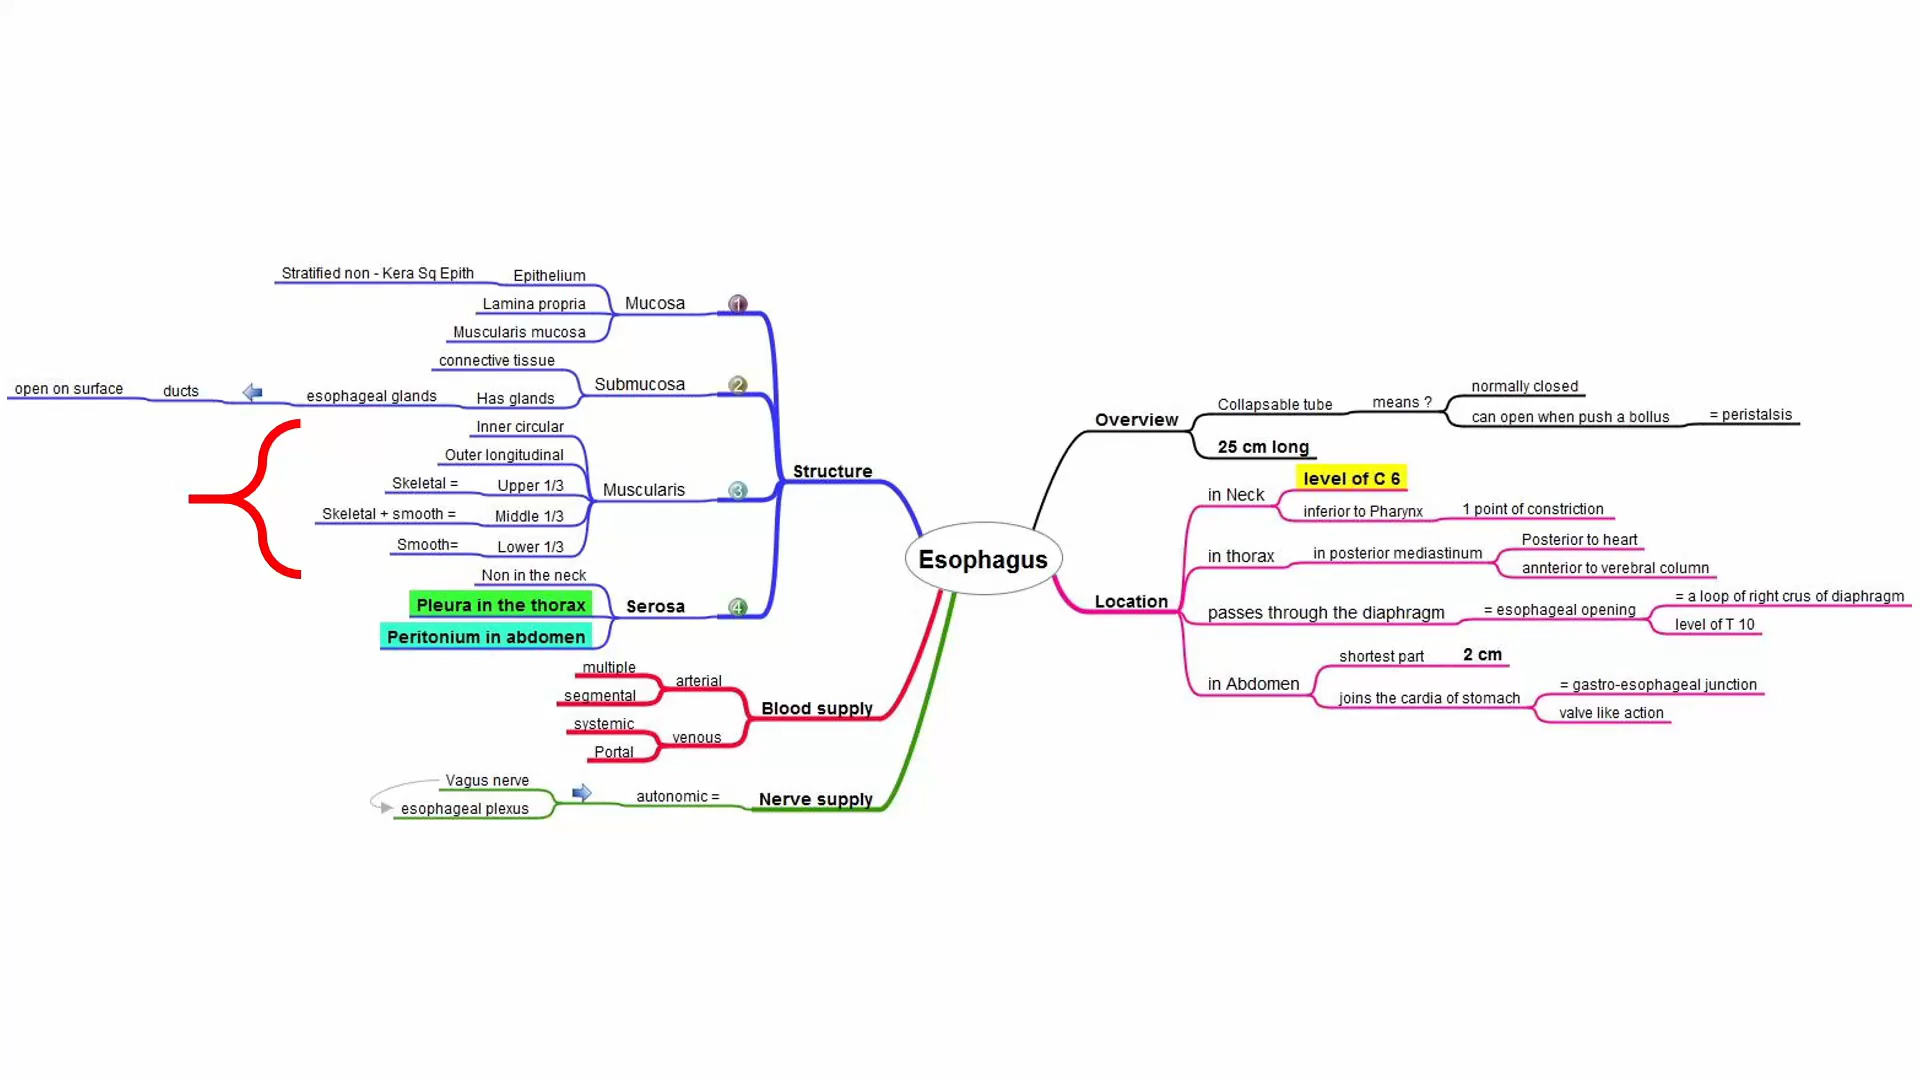 Esophagus
Structure
1
Mucosa
Epithelium
Stratified non - Kera Sq Epith
Lamina propria
Muscularis mucosa
2
Submucosa
connective tissue
Has glands
esophageal glands
ducts
open on surface
3
Muscularis
Inner circular
Outer longitudinal
Upper 1/3
Skeletal =
Middle 1/3
Skeletal + smooth =
Lower 1/3
Smooth=
4
Serosa
Non in the neck
Pleura in the thorax
Peritonium in abdomen
Blood supply
arterial
multiple
segmental
venous
systemic
Portal
Nerve supply
autonomic =
Vagus nerve
esophageal plexus
Overview
Collapsable tube
means ?
normally closed
can open when push a bollus
= peristalsis
25 cm long
Location
in Neck
level of C 6
inferior to Pharynx
1 point of constriction
in thorax
in posterior mediastinum
Posterior to heart
annterior to verebral column
passes through the diaphragm
= esophageal opening
= a loop of right crus of diaphragm
level of T 10
in Abdomen
shortest part
2 cm
joins the cardia of stomach
= gastro-esophageal junction
valve like action